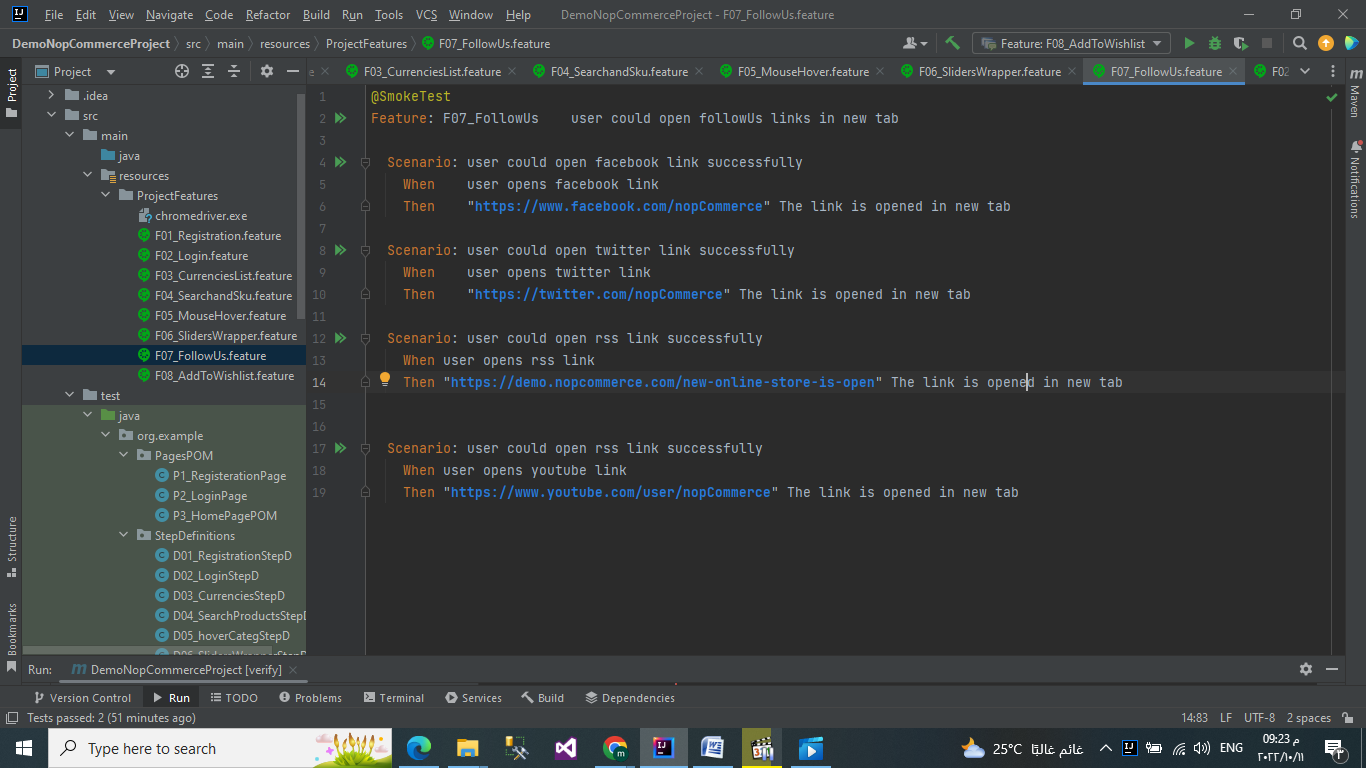 File Edit View Navigate Code Refactor Build Run Tools VCS Window Help DemoNopCommerceProject - F07_FollowUs.feature
DemoNopCommerceProject src main resources ProjectFeatures F07_FollowUs.feature Feature: F08_AddToWishlist
Project
F03_CurrenciesList.feature F04_SearchandSku.feature F05_MouseHover.feature F06_SlidersWrapper.feature F07_FollowUs.feature F02
Project
.idea
src
main
java
resources
ProjectFeatures
chromedriver.exe
F01_Registration.feature
F02_Login.feature
F03_CurrenciesList.feature
F04_SearchandSku.feature
F05_MouseHover.feature
F06_SlidersWrapper.feature
F07_FollowUs.feature
F08_AddToWishlist.feature
test
java
org.example
PagesPOM
P1_RegisterationPage
P2_LoginPage
P3_HomePagePOM
StepDefinitions
D01_RegistrationStepD
D02_LoginStepD
D03_CurrenciesStepD
D04_SearchProductsStepD
D05_hoverCategStepD
D06_SlidersWrapperStepD
Structure
Bookmarks
1 @SmokeTest
2 Feature: F07_FollowUs    user could open followUs links in new tab
3
4 Scenario: user could open facebook link successfully
5 When    user opens facebook link
6 Then    "https://www.facebook.com/nopCommerce" The link is opened in new tab
7
8 Scenario: user could open twitter link successfully
9 When    user opens twitter link
10 Then    "https://twitter.com/nopCommerce" The link is opened in new tab
11
12 Scenario: user could open rss link successfully
13 When user opens rss link
14 Then "https://demo.nopcommerce.com/new-online-store-is-open" The link is opened in new tab
15
16
17 Scenario: user could open rss link successfully
18 When user opens youtube link
19 Then "https://www.youtube.com/user/nopCommerce" The link is opened in new tab
m
Maven
Notifications
Run: m DemoNopCommerceProject [verify]
Version Control Run TODO Problems Terminal Services Build Dependencies
Tests passed: 2 (51 minutes ago) 14:83 LF UTF-8 2 spaces
Type here to search 25°C غائم غالبًا ENG م 09:23
٢٠٢٢/١٠/١١
٣